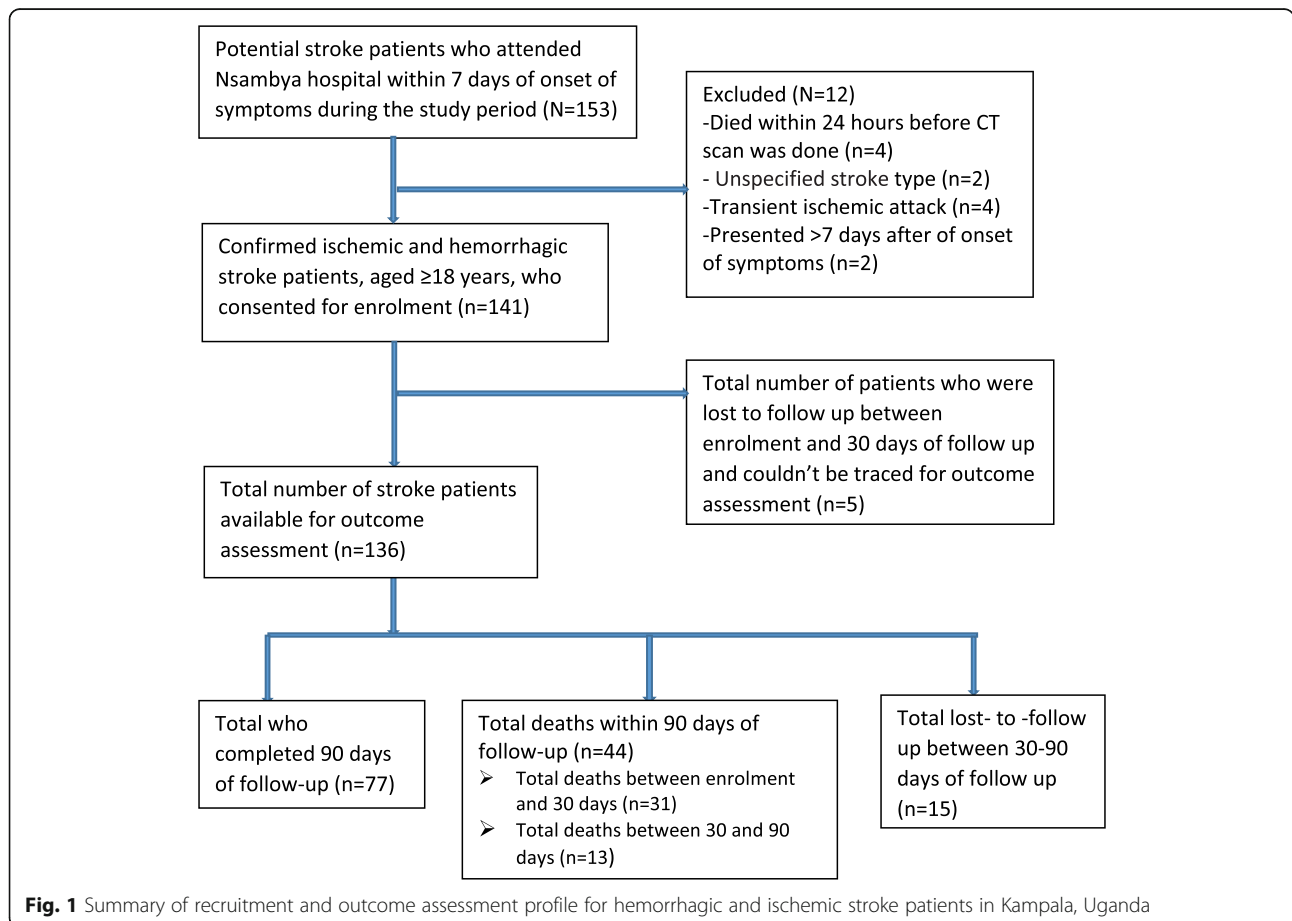 Potential stroke patients who attended
Nsambya hospital within 7 days of onset of
symptoms during the study period (N=153)
Excluded (N=12)
-Died within 24 hours before CT
scan was done (n=4)
- Unspecified stroke type (n=2)
-Transient ischemic attack (n=4)
-Presented >7 days after of onset
of symptoms (n=2)
Confirmed ischemic and hemorrhagic
stroke patients, aged ≥18 years, who
consented for enrolment (n=141)
Total number of patients who were
lost to follow up between
enrolment and 30 days of follow up
and couldn't be traced for outcome
assessment (n=5)
Total number of stroke patients
available for outcome
assessment (n=136)
Total who
completed 90 days
of follow-up (n=77)
Total deaths within 90 days of
follow-up (n=44)
➢ Total deaths between enrolment
and 30 days (n=31)
➢ Total deaths between 30 and 90
days (n=13)
Total lost- to -follow
up between 30-90
days of follow up
(n=15)
Fig. 1 Summary of recruitment and outcome assessment profile for hemorrhagic and ischemic stroke patients in Kampala, Uganda